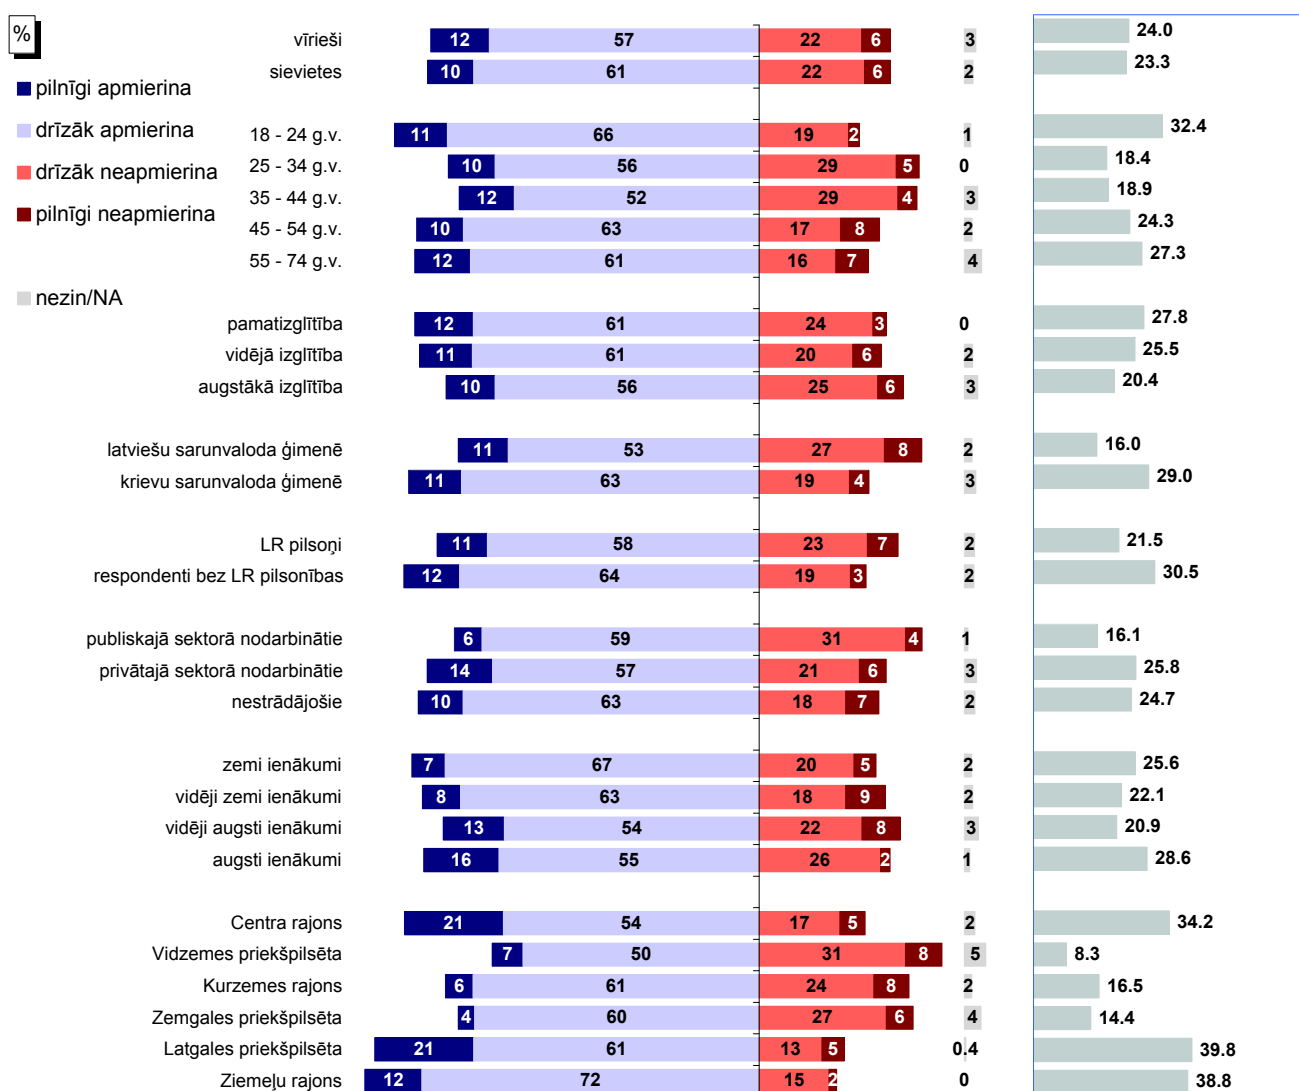 %
pilnīgi apmierina
drīzāk apmierina
drīzāk neapmierina
pilnīgi neapmierina
nezin/NA
vīrieši 12 57 22 6 3 24.0
sievietes 10 61 22 6 2 23.3
18 - 24 g.v. 11 66 19 2 1 32.4
25 - 34 g.v. 10 56 29 5 0 18.4
35 - 44 g.v. 12 52 29 4 3 18.9
45 - 54 g.v. 10 63 17 8 2 24.3
55 - 74 g.v. 12 61 16 7 4 27.3
pamatizglītība 12 61 24 3 0 27.8
vidējā izglītība 11 61 20 6 2 25.5
augstākā izglītība 10 56 25 6 3 20.4
latviešu sarunvaloda ģimenē 11 53 27 8 2 16.0
krievu sarunvaloda ģimenē 11 63 19 4 3 29.0
LR pilsoņi 11 58 23 7 2 21.5
respondenti bez LR pilsonības 12 64 19 3 2 30.5
publiskajā sektorā nodarbinātie 6 59 31 4 1 16.1
privātajā sektorā nodarbinātie 14 57 21 6 3 25.8
nestrādājošie 10 63 18 7 2 24.7
zemi ienākumi 7 67 20 5 2 25.6
vidēji zemi ienākumi 8 63 18 9 2 22.1
vidēji augsti ienākumi 13 54 22 8 3 20.9
augsti ienākumi 16 55 26 2 1 28.6
Centra rajons 21 54 17 5 2 34.2
Vidzemes priekšpilsēta 7 50 31 8 5 8.3
Kurzemes rajons 6 61 24 8 2 16.5
Zemgales priekšpilsēta 4 60 27 6 4 14.4
Latgales priekšpilsēta 21 61 13 5 0.4 39.8
Ziemeļu rajons 12 72 15 2 0 38.8